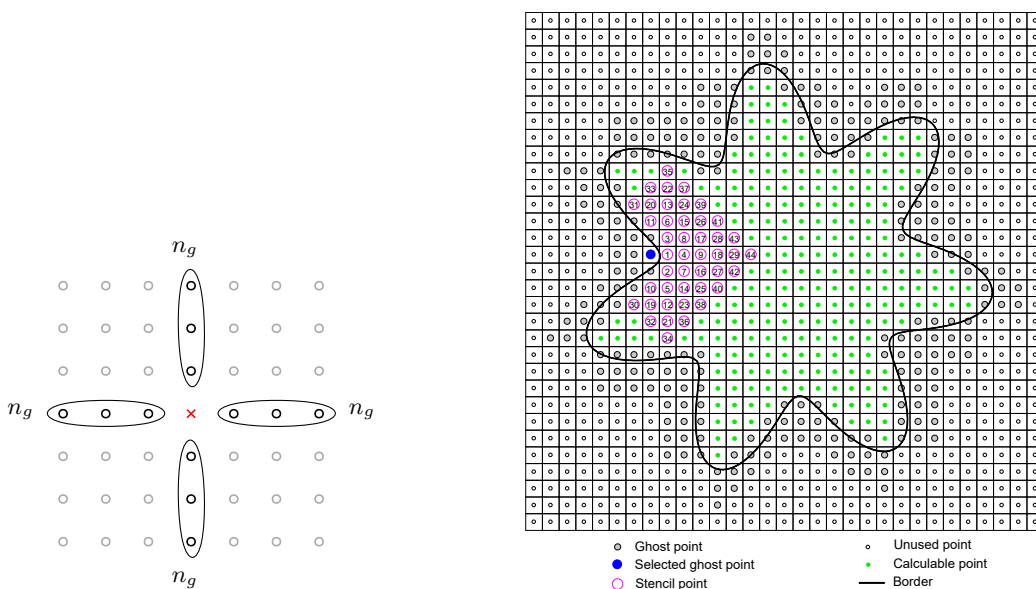 n_g
n_g
n_g
n_g
35
33 22 37
31 20 13 24 39
11 6 15 26 41
3 8 17 28 43
1 4 9 18 29 44
2 7 16 27 42
10 5 14 25 40
30 19 12 23 38
32 21 36
34
Ghost point
Selected ghost point
Stencil point
Unused point
Calculable point
Border